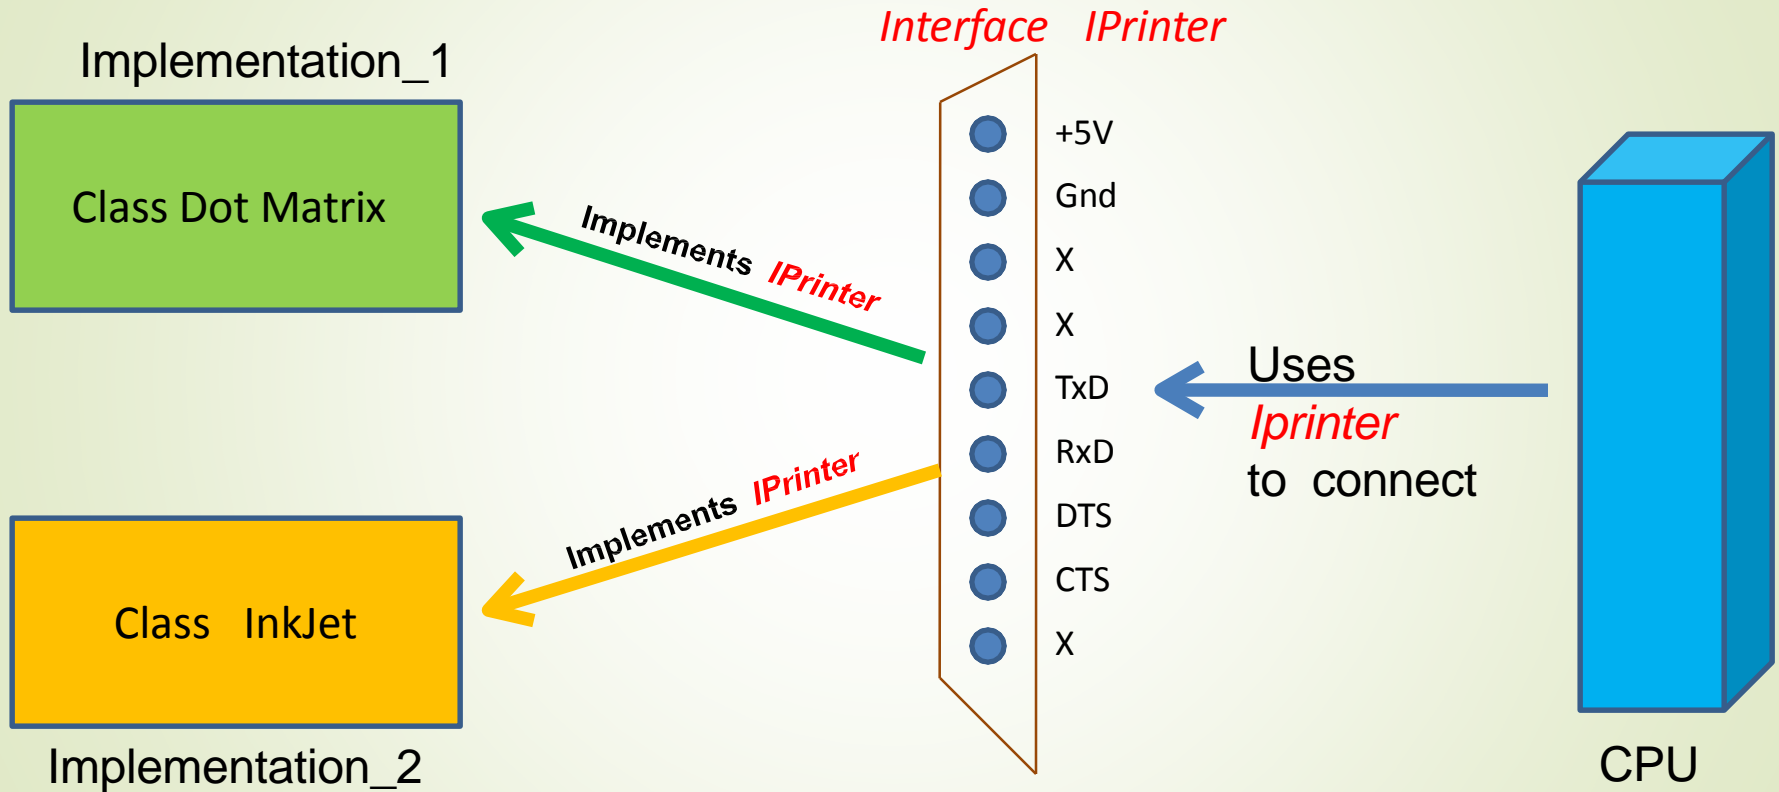 Interface IPrinter
Implementation_1
Class Dot Matrix
Implements IPrinter
+5V
Gnd
X
X
TxD
RxD
DTS
CTS
X
Uses
Iprinter
to connect
Implements IPrinter
Class InkJet
Implementation_2
CPU